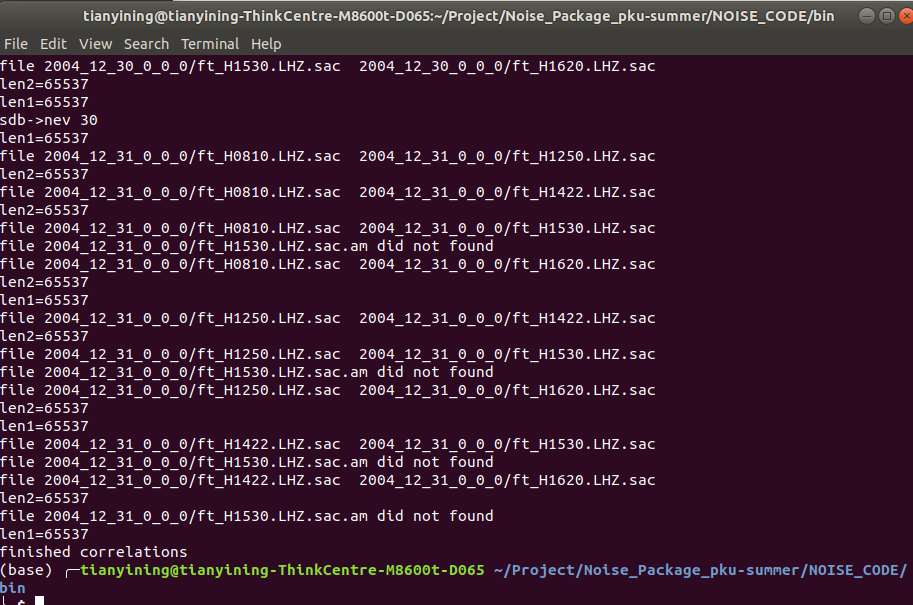 tianyining@tianyining-ThinkCentre-M8600t-D065:~/Project/Noise_Package_pku-summer/NOISE_CODE/bin
File Edit View Search Terminal Help
file 2004_12_30_0_0_0/ft_H1530.LHZ.sac  2004_12_30_0_0_0/ft_H1620.LHZ.sac
len2=65537
len1=65537
sdb->nev 30
len1=65537
file 2004_12_31_0_0_0/ft_H0810.LHZ.sac  2004_12_31_0_0_0/ft_H1250.LHZ.sac
len2=65537
file 2004_12_31_0_0_0/ft_H0810.LHZ.sac  2004_12_31_0_0_0/ft_H1422.LHZ.sac
len2=65537
file 2004_12_31_0_0_0/ft_H0810.LHZ.sac  2004_12_31_0_0_0/ft_H1530.LHZ.sac
file 2004_12_31_0_0_0/ft_H1530.LHZ.sac.am did not found
file 2004_12_31_0_0_0/ft_H0810.LHZ.sac  2004_12_31_0_0_0/ft_H1620.LHZ.sac
len2=65537
len1=65537
file 2004_12_31_0_0_0/ft_H1250.LHZ.sac  2004_12_31_0_0_0/ft_H1422.LHZ.sac
len2=65537
file 2004_12_31_0_0_0/ft_H1250.LHZ.sac  2004_12_31_0_0_0/ft_H1530.LHZ.sac
file 2004_12_31_0_0_0/ft_H1530.LHZ.sac.am did not found
file 2004_12_31_0_0_0/ft_H1250.LHZ.sac  2004_12_31_0_0_0/ft_H1620.LHZ.sac
len2=65537
len1=65537
file 2004_12_31_0_0_0/ft_H1422.LHZ.sac  2004_12_31_0_0_0/ft_H1530.LHZ.sac
file 2004_12_31_0_0_0/ft_H1530.LHZ.sac.am did not found
file 2004_12_31_0_0_0/ft_H1422.LHZ.sac  2004_12_31_0_0_0/ft_H1620.LHZ.sac
len2=65537
file 2004_12_31_0_0_0/ft_H1530.LHZ.sac.am did not found
len1=65537
finished correlations
(base) ╭─tianyining@tianyining-ThinkCentre-M8600t-D065 ~/Project/Noise_Package_pku-summer/NOISE_CODE/
bin